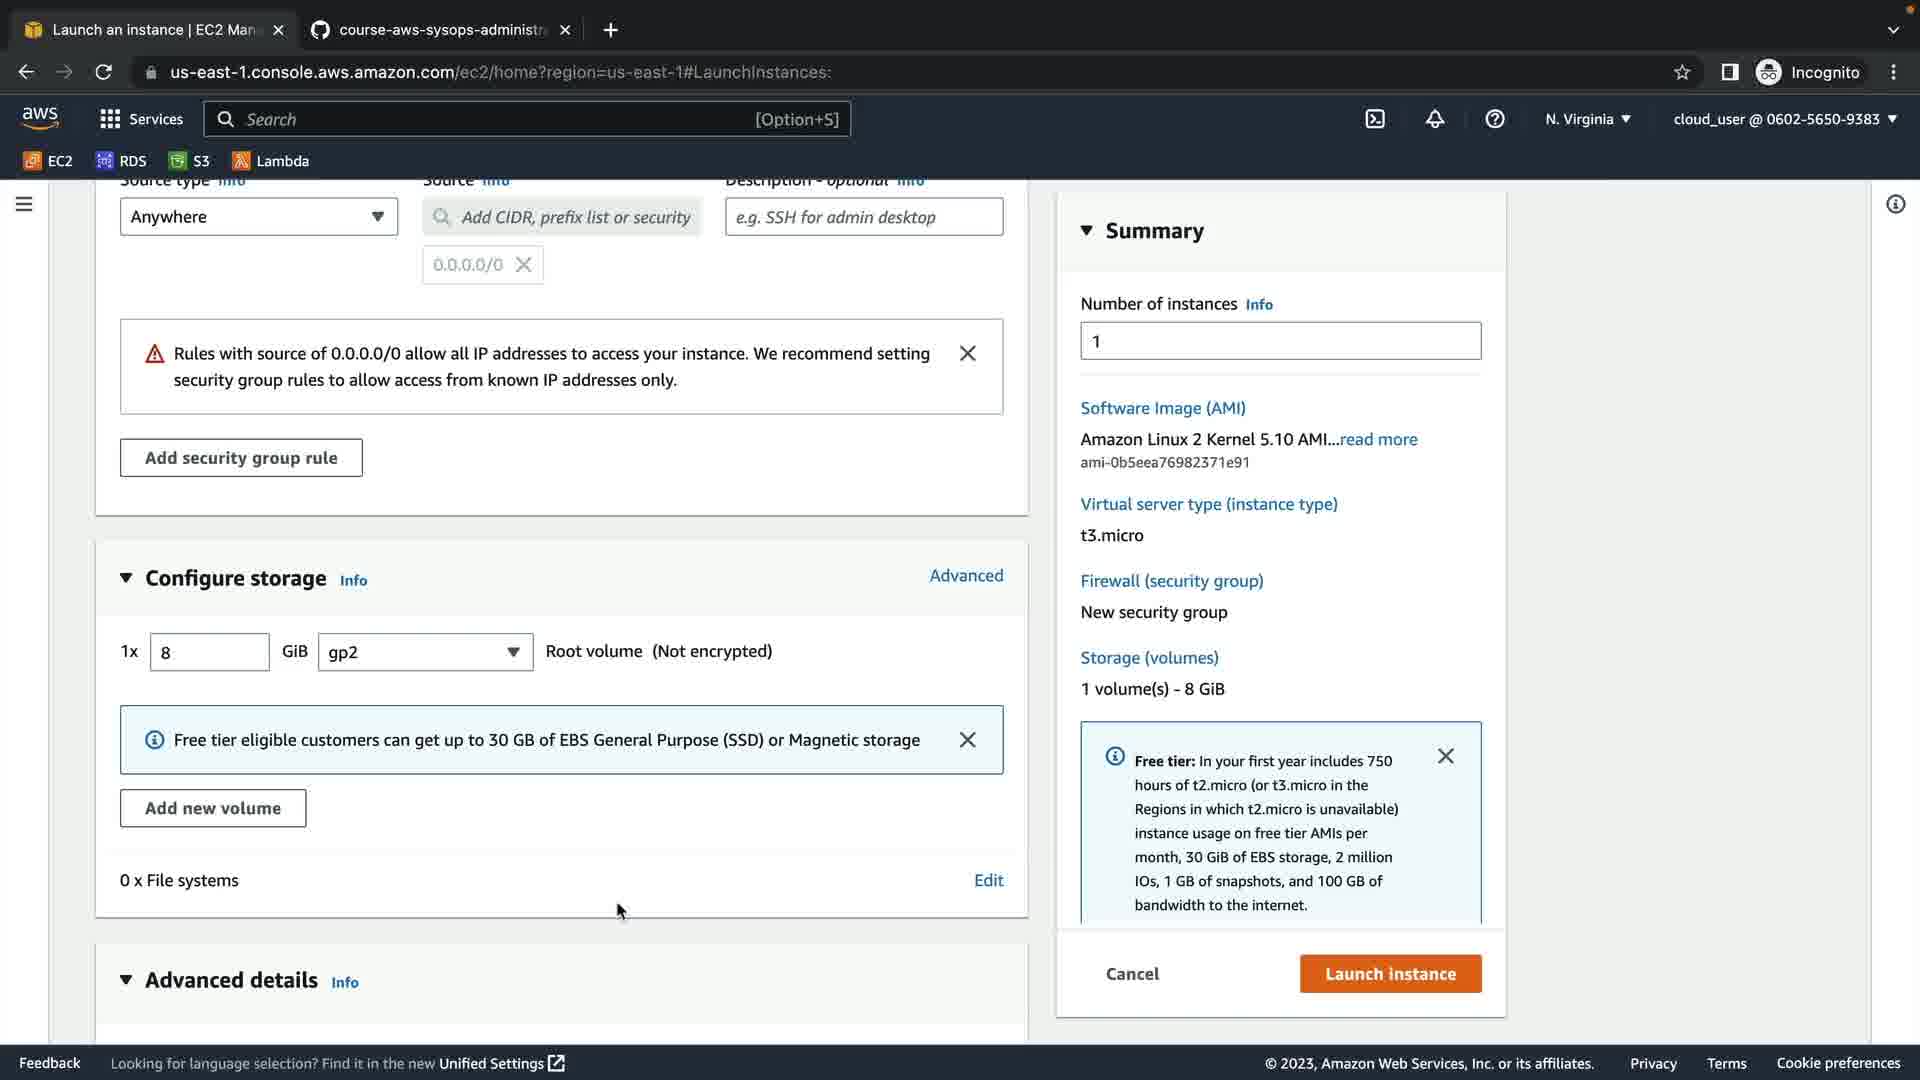 Launch an instance | EC2 Man
course-aws-sysops-administr
us-east-1.console.aws.amazon.com/ec2/home?region=us-east-1#LaunchInstances:
Incognito
aws
Services
Search
[Option+S]
N. Virginia
cloud_user @ 0602-5650-9383
EC2
RDS
S3
Lambda
Source type Info
Source Info
Description - optional Info
Anywhere
Add CIDR, prefix list or security
e.g. SSH for admin desktop
0.0.0.0/0
Rules with source of 0.0.0.0/0 allow all IP addresses to access your instance. We recommend setting
security group rules to allow access from known IP addresses only.
Add security group rule
Configure storage Info
Advanced
1x
8
GiB
gp2
Root volume (Not encrypted)
Free tier eligible customers can get up to 30 GB of EBS General Purpose (SSD) or Magnetic storage
Add new volume
0 x File systems
Edit
Advanced details Info
Summary
Number of instances Info
1
Software Image (AMI)
Amazon Linux 2 Kernel 5.10 AMI...read more
ami-0b5eea76982371e91
Virtual server type (instance type)
t3.micro
Firewall (security group)
New security group
Storage (volumes)
1 volume(s) - 8 GiB
Free tier: In your first year includes 750
hours of t2.micro (or t3.micro in the
Regions in which t2.micro is unavailable)
instance usage on free tier AMIs per
month, 30 GiB of EBS storage, 2 million
IOs, 1 GB of snapshots, and 100 GB of
bandwidth to the internet.
Cancel
Launch instance
Feedback
Looking for language selection? Find it in the new Unified Settings
© 2023, Amazon Web Services, Inc. or its affiliates.
Privacy
Terms
Cookie preferences